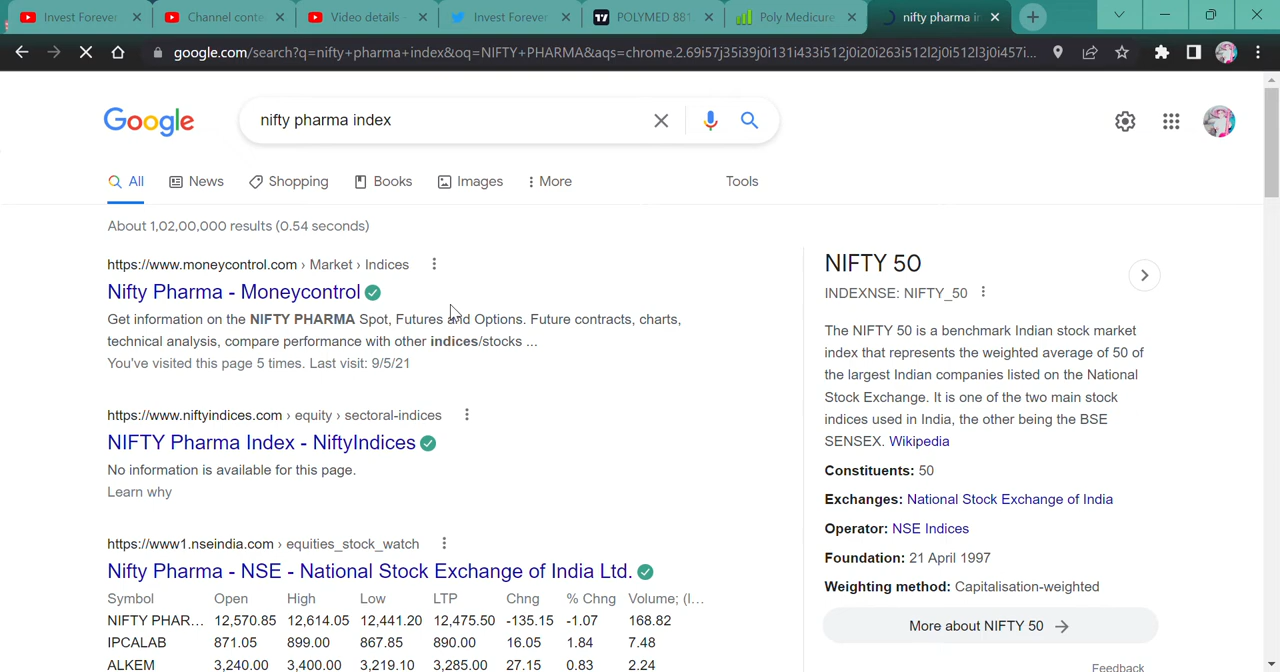 Invest Forever
Channel conte
Video details -
Invest Forever
POLYMED 881
Poly Medicure
nifty pharma in
google.com/search?q=nifty+pharma+index&oq=NIFTY+PHARMA&aqs=chrome.2.69i57j35i39j0i131i433i512j0i20i263i512l2j0i512l3j0i457i...
Google
nifty pharma index
All
News
Shopping
Books
Images
More
Tools
About 1,02,00,000 results (0.54 seconds)
https://www.moneycontrol.com › Market › Indices
Nifty Pharma - Moneycontrol
Get information on the NIFTY PHARMA Spot, Futures and Options. Future contracts, charts,
technical analysis, compare performance with other indices/stocks ...
You've visited this page 5 times. Last visit: 9/5/21
https://www.niftyindices.com › equity › sectoral-indices
NIFTY Pharma Index - NiftyIndices
No information is available for this page.
Learn why
https://www1.nseindia.com › equities_stock_watch
Nifty Pharma - NSE - National Stock Exchange of India Ltd.
Symbol Open High Low LTP Chng % Chng Volume; (I...
NIFTY PHAR... 12,570.85 12,614.05 12,441.20 12,475.50 -135.15 -1.07 168.82
IPCALAB 871.05 899.00 867.85 890.00 16.05 1.84 7.48
ALKEM 3,240.00 3,400.00 3,219.10 3,285.00 27.15 0.83 2.24
NIFTY 50
INDEXNSE: NIFTY_50
The NIFTY 50 is a benchmark Indian stock market
index that represents the weighted average of 50 of
the largest Indian companies listed on the National
Stock Exchange. It is one of the two main stock
indices used in India, the other being the BSE
SENSEX. Wikipedia
Constituents: 50
Exchanges: National Stock Exchange of India
Operator: NSE Indices
Foundation: 21 April 1997
Weighting method: Capitalisation-weighted
More about NIFTY 50
Feedback